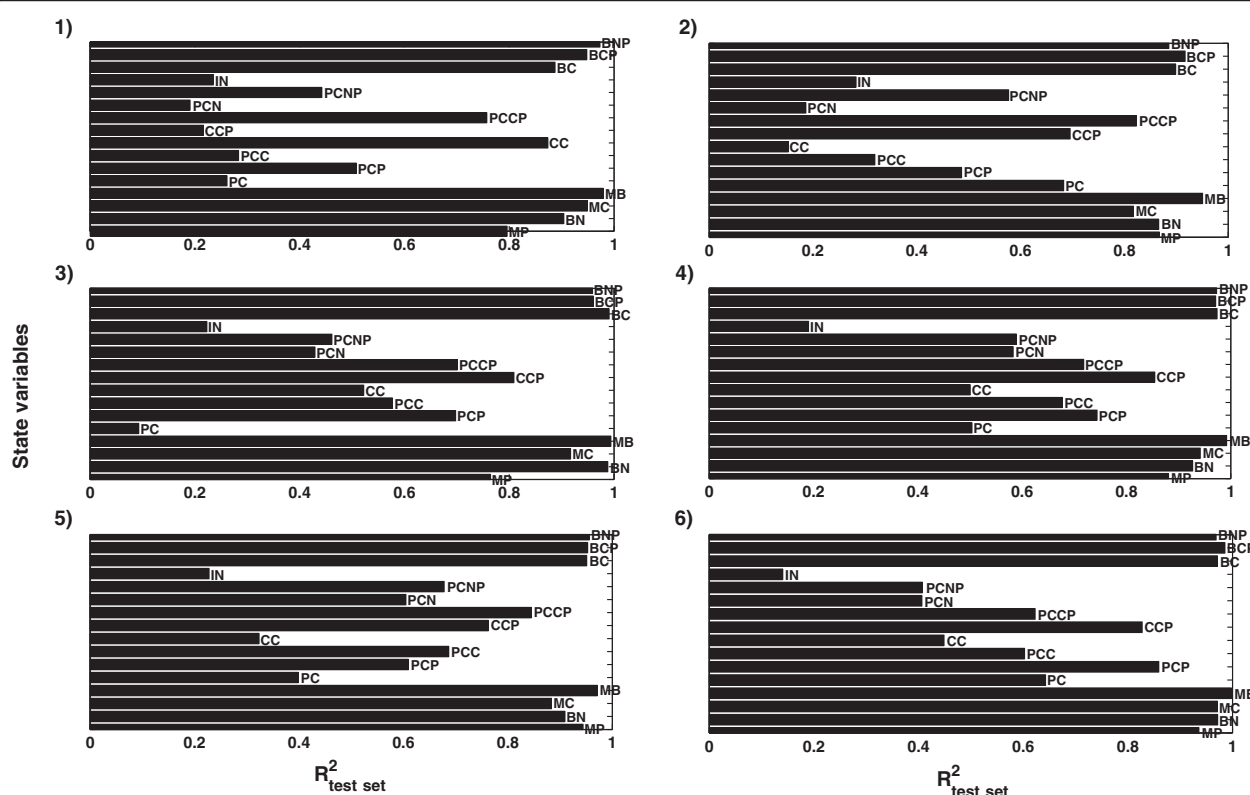 1)
BNP
BCP
BC
IN
PCNP
PCN
PCCP
CCP
CC
PCC
PCP
PC
MB
MC
BN
MP
0 0.2 0.4 0.6 0.8 1
2)
BNP
BCP
BC
IN
PCNP
PCN
PCCP
CCP
CC
PCC
PCP
PC
MB
MC
BN
MP
0 0.2 0.4 0.6 0.8 1
State variables
3)
BNP
BCP
BC
IN
PCNP
PCN
PCCP
CCP
CC
PCC
PCP
PC
MB
MC
BN
MP
0 0.2 0.4 0.6 0.8 1
4)
BNP
BCP
BC
IN
PCNP
PCN
PCCP
CCP
CC
PCC
PCP
PC
MB
MC
BN
MP
0 0.2 0.4 0.6 0.8 1
5)
BNP
BCP
BC
IN
PCNP
PCN
PCCP
CCP
CC
PCC
PCP
PC
MB
MC
BN
MP
0 0.2 0.4 0.6 0.8 1
R²test set
6)
BNP
BCP
BC
IN
PCNP
PCN
PCCP
CCP
CC
PCC
PCP
PC
MB
MC
BN
MP
0 0.2 0.4 0.6 0.8 1
R²test set